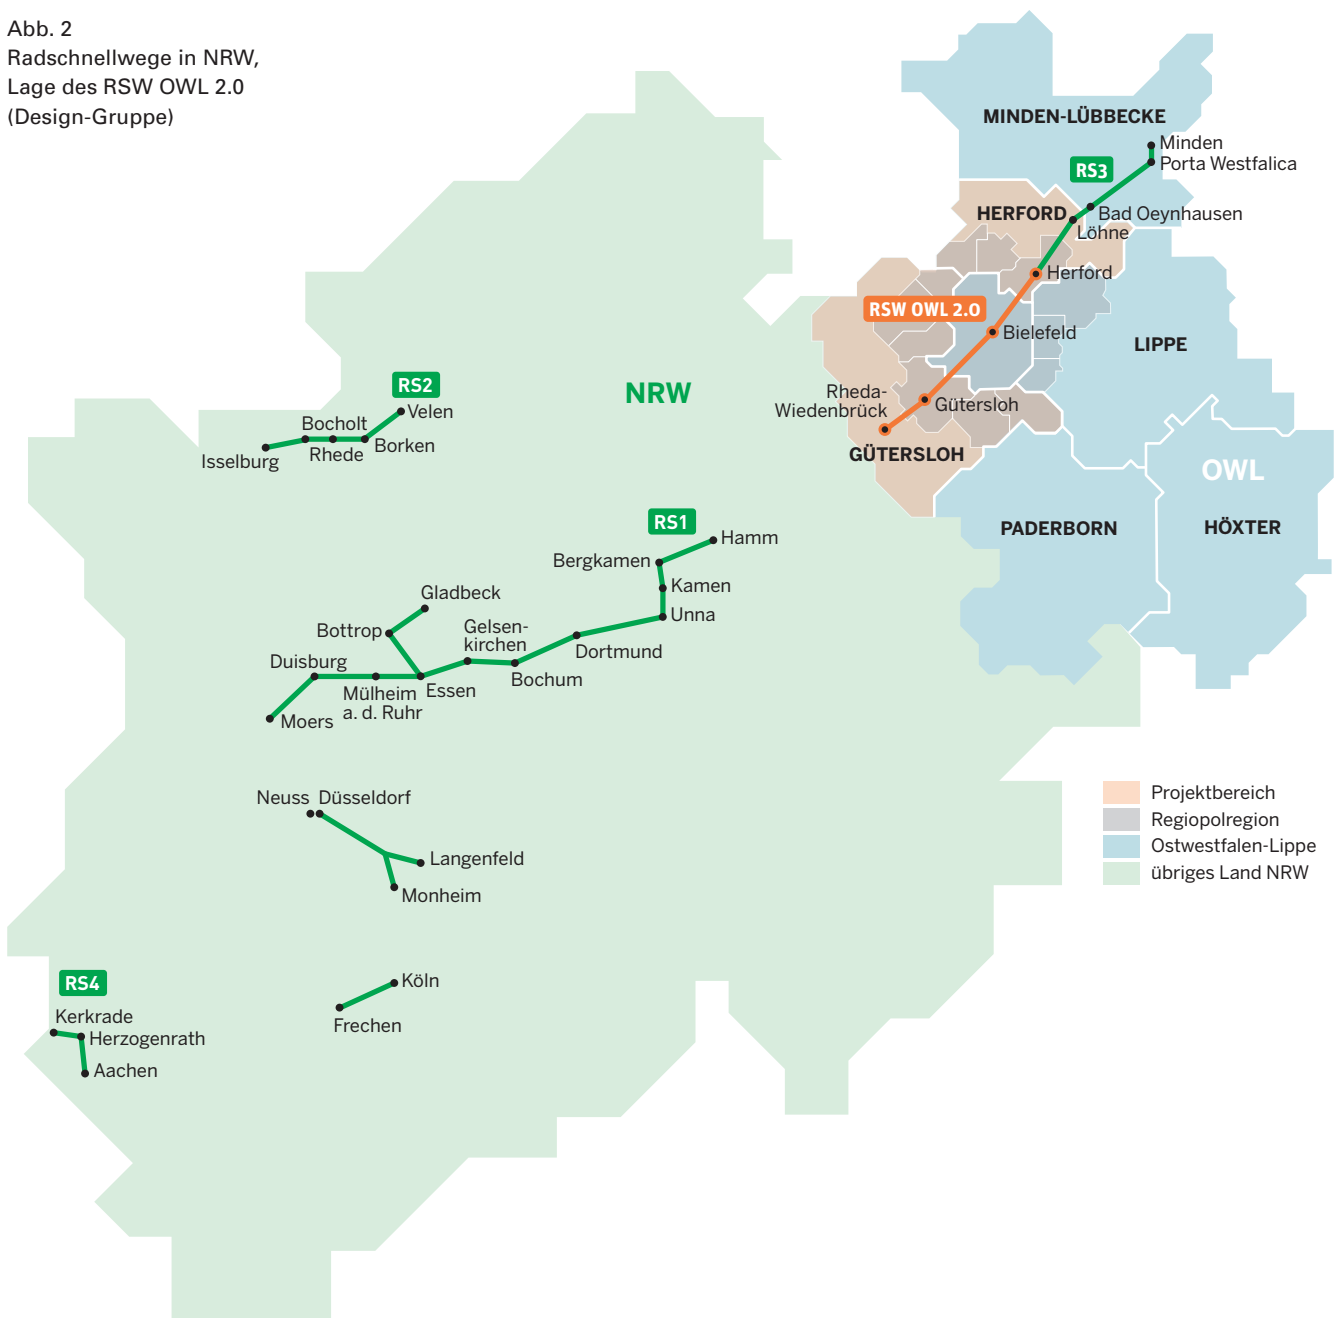 Abb. 2
Radschnellwege in NRW,
Lage des RSW OWL 2.0
(Design-Gruppe)
MINDEN-LÜBBECKE
Minden
Porta Westfalica
RS3
HERFORD
Bad Oeynhausen
Löhne
Herford
RSW OWL 2.0
Bielefeld
LIPPE
Rheda-
Wiedenbrück
Gütersloh
GÜTERSLOH
OWL
PADERBORN
HÖXTER
NRW
RS2
Velen
Bocholt
Borken
Rhede
Isselburg
RS1
Hamm
Bergkamen
Kamen
Unna
Gladbeck
Bottrop
Gelsen-
kirchen
Dortmund
Duisburg
Bochum
Essen
Mülheim
a. d. Ruhr
Moers
Neuss
Düsseldorf
Langenfeld
Monheim
Köln
Frechen
RS4
Kerkrade
Herzogenrath
Aachen
Projektbereich
Regiopolregion
Ostwestfalen-Lippe
übriges Land NRW